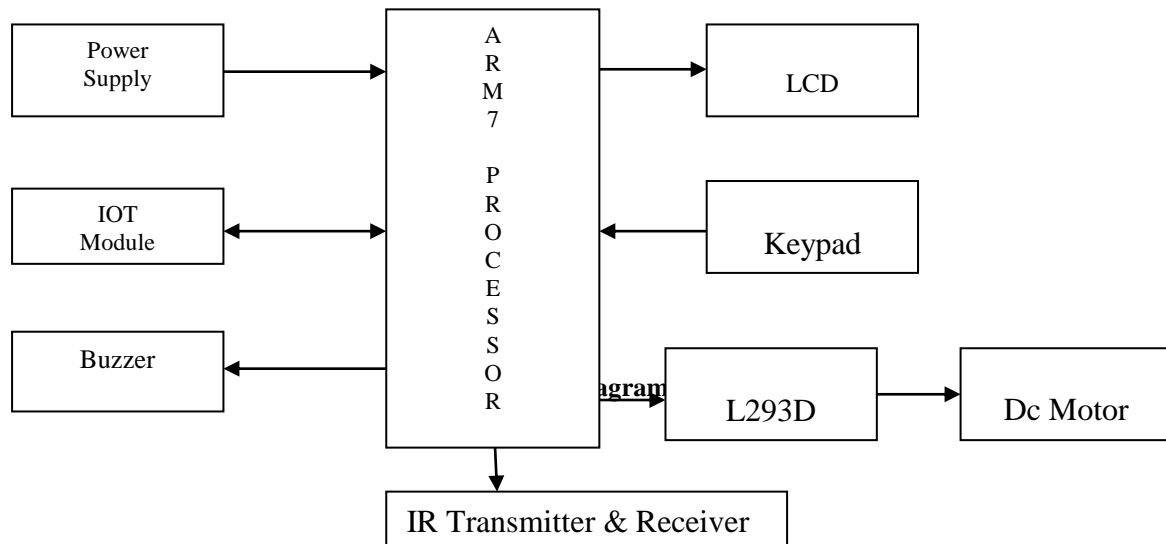 Power
Supply
IOT
Module
Buzzer
A
R
M
7
P
R
O
C
E
S
S
O
R
LCD
Keypad
agram
L293D
Dc Motor
IR Transmitter & Receiver